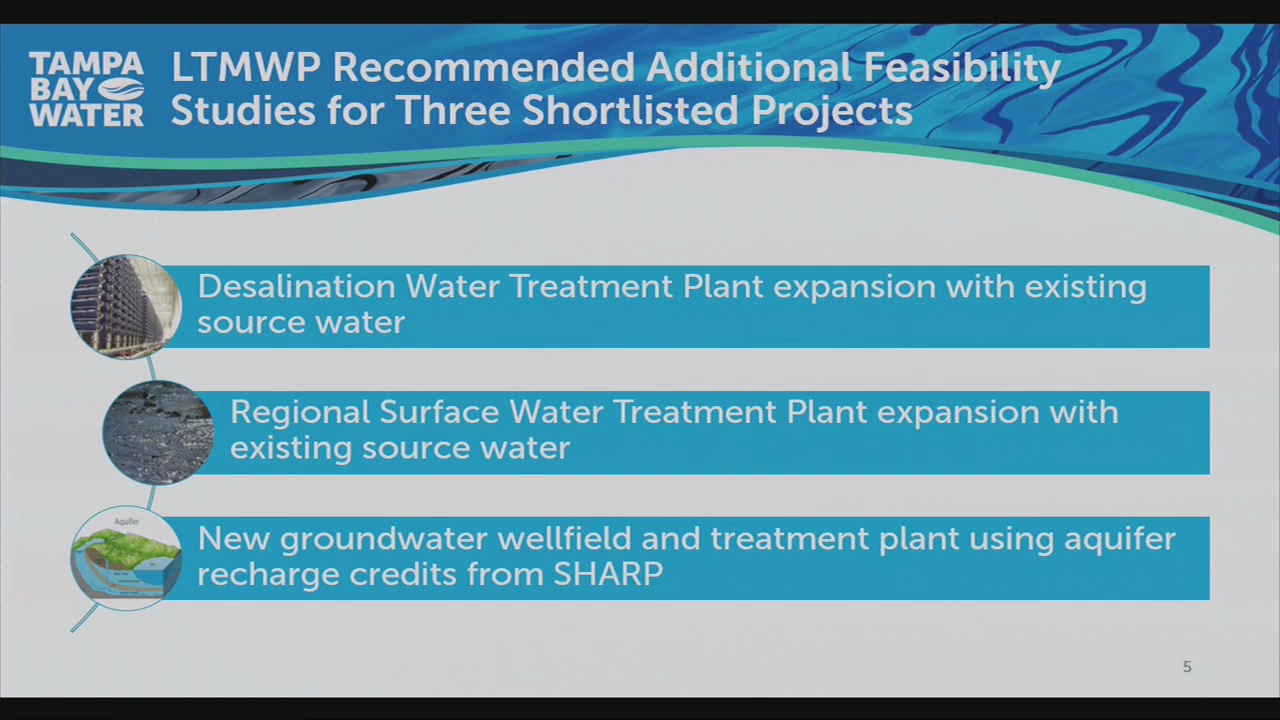 TAMPA
BAY
WATER
LTMWP Recommended Additional Feasibility
Studies for Three Shortlisted Projects
Desalination Water Treatment Plant expansion with existing
source water
Regional Surface Water Treatment Plant expansion with
existing source water
Aquifer
New groundwater wellfield and treatment plant using aquifer
recharge credits from SHARP
5